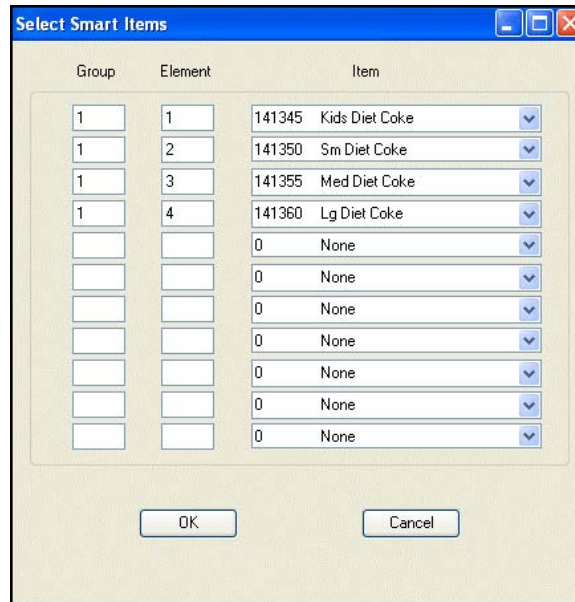 Select Smart Items
Group Element Item
1 1 141345 Kids Diet Coke
1 2 141350 Sm Diet Coke
1 3 141355 Med Diet Coke
1 4 141360 Lg Diet Coke
0 None
0 None
0 None
0 None
0 None
0 None
0 None
OK Cancel